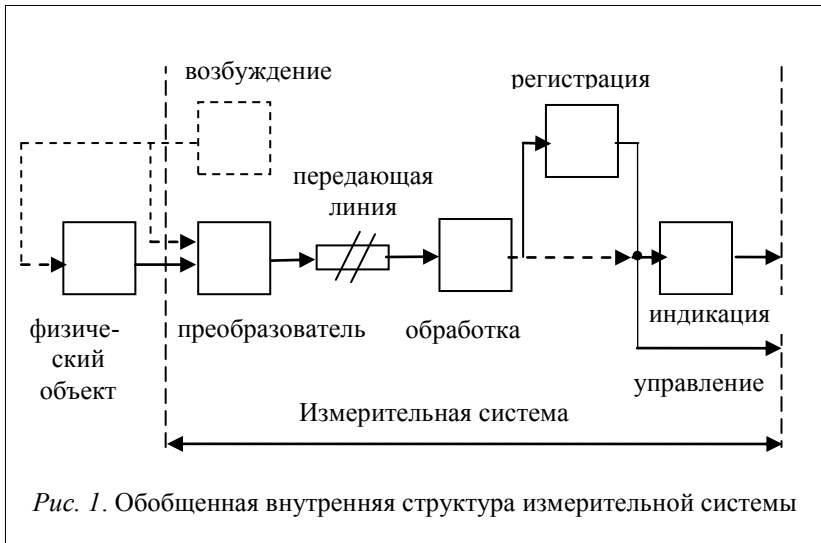 возбуждение
регистрация
передающая
линия
физиче-
ский
объект
преобразователь
обработка
индикация
управление
Измерительная система
Рис. 1. Обобщенная внутренняя структура измерительной системы